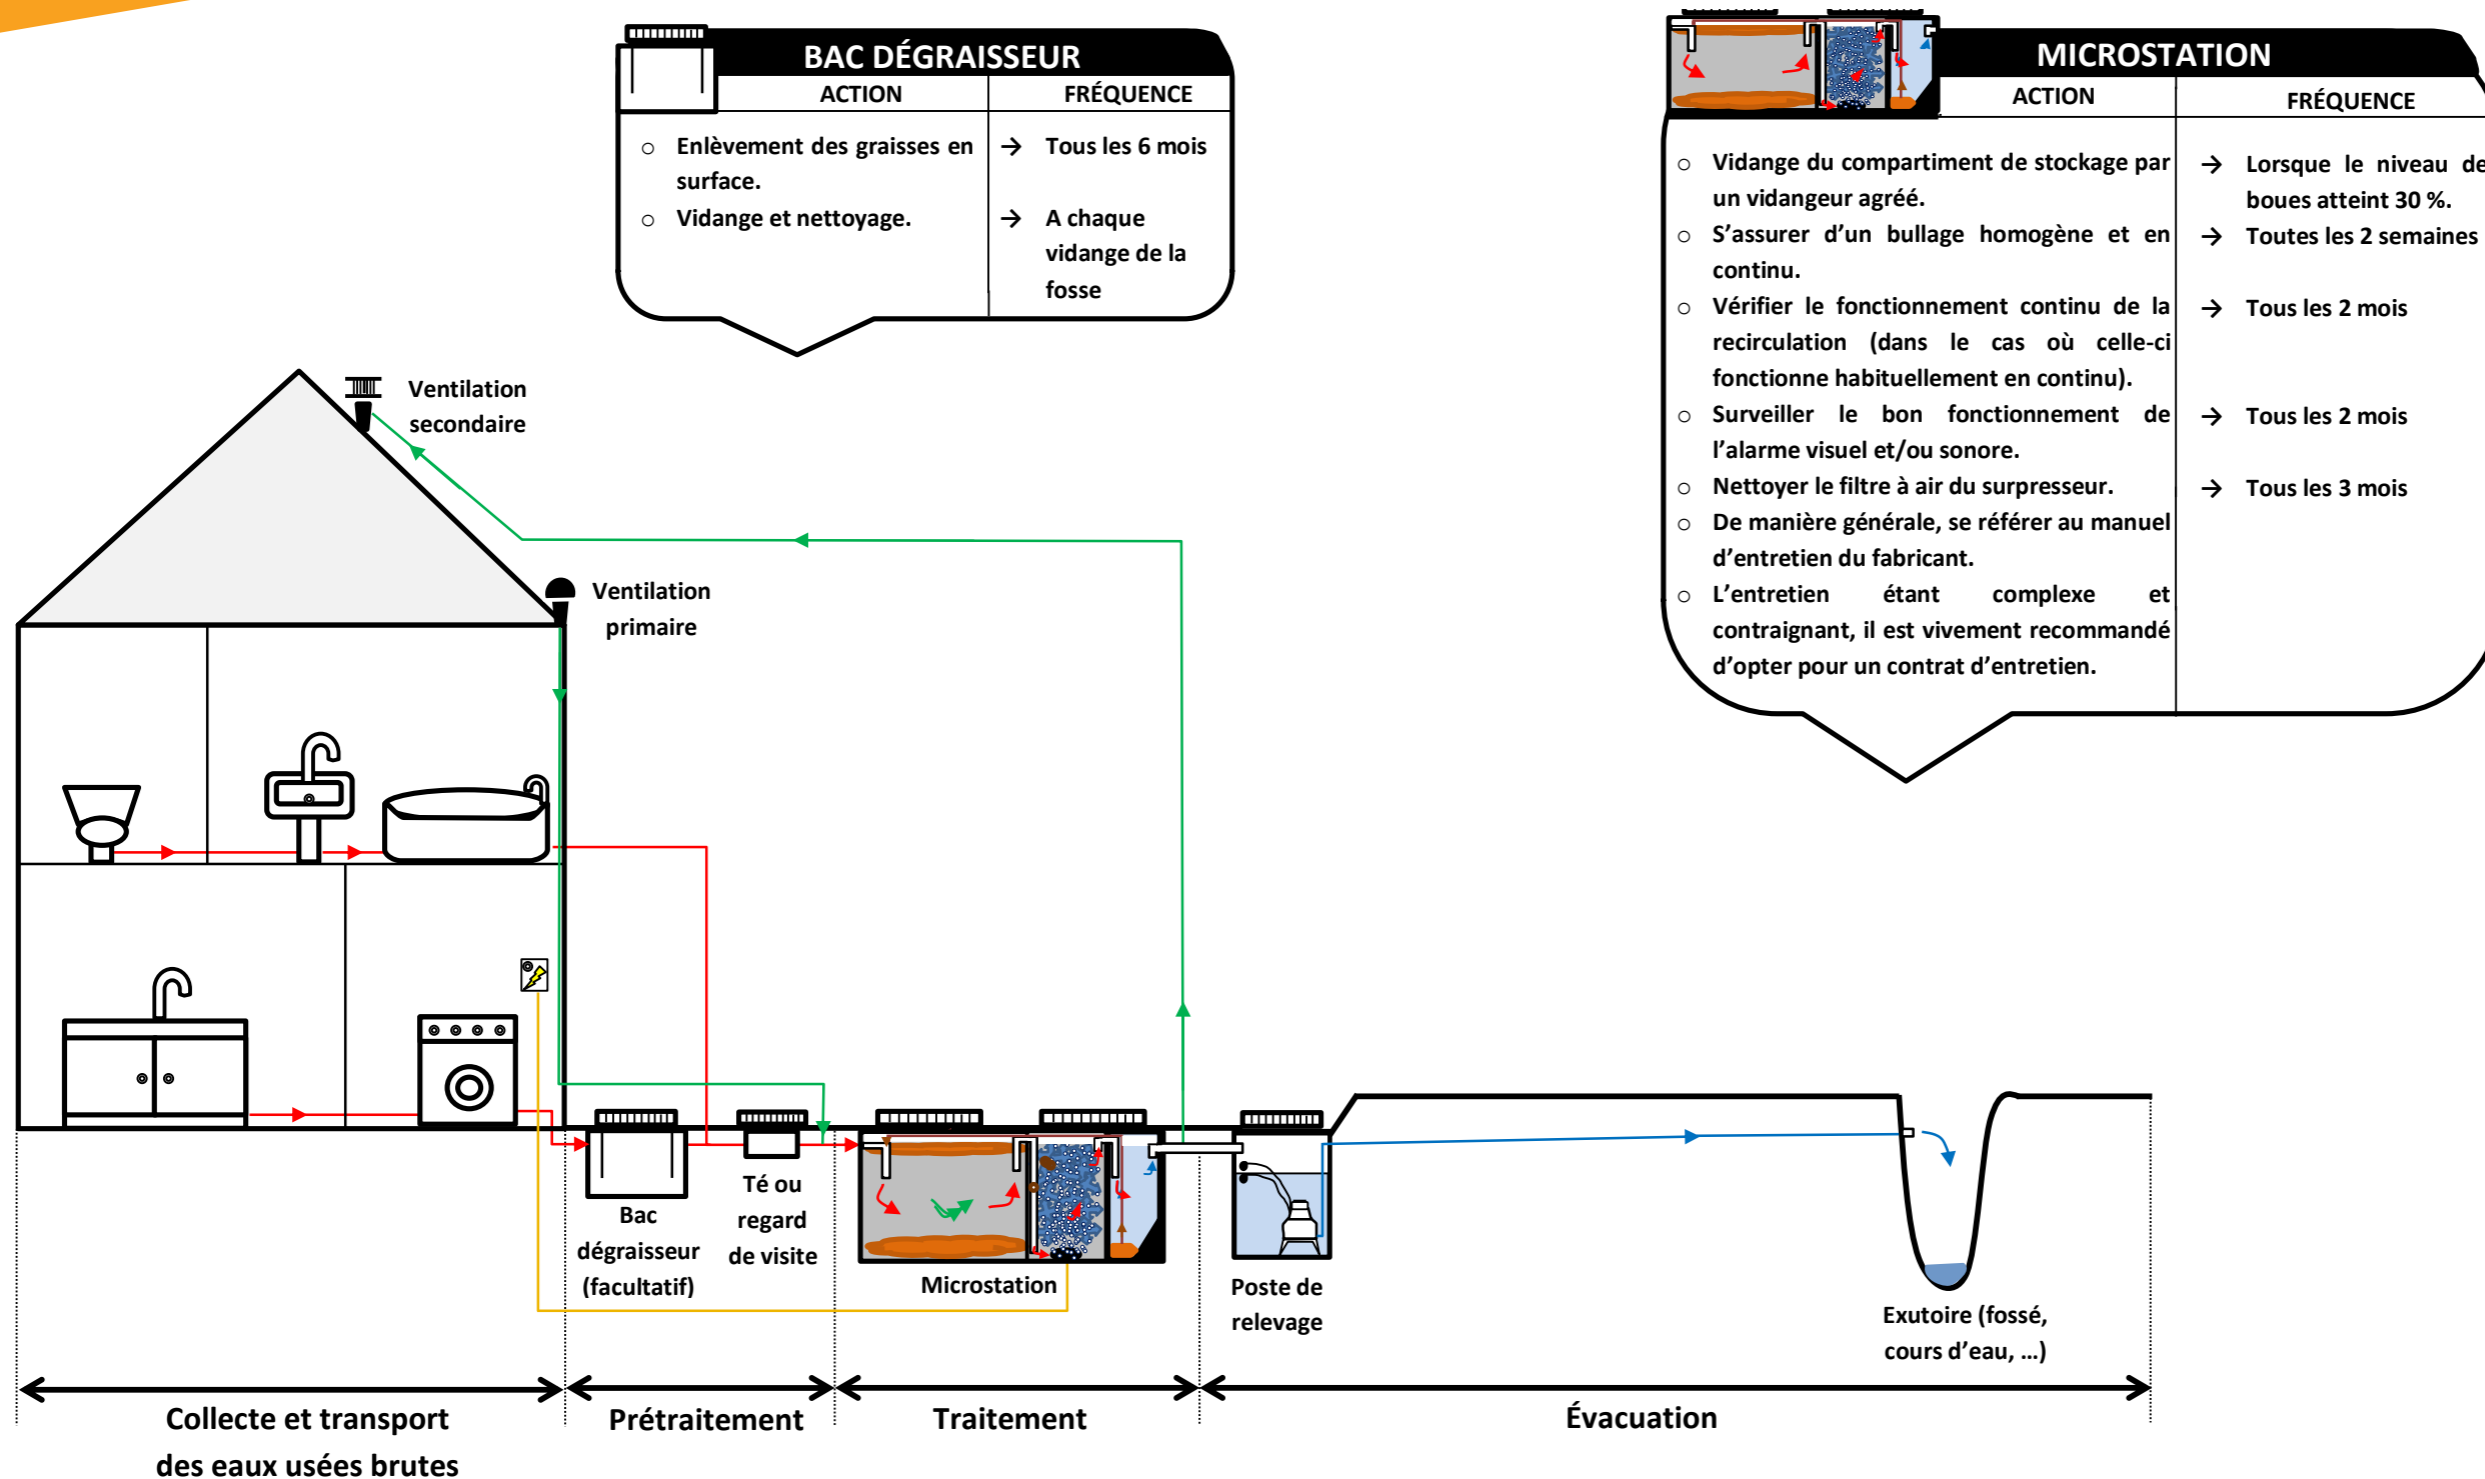 BAC DÉGRAISSEUR
ACTION FRÉQUENCE
o Enlèvement des graisses en surface. → Tous les 6 mois
o Vidange et nettoyage. → A chaque vidange de la fosse
MICROSTATION
ACTION FRÉQUENCE
o Vidange du compartiment de stockage par → Lorsque le niveau de
un vidangeur agréé. boues atteint 30 %.
o S'assurer d'un bullage homogène et en → Toutes les 2 semaines
continu.
o Vérifier le fonctionnement continu de la → Tous les 2 mois
recirculation (dans le cas où celle-ci
fonctionne habituellement en continu).
o Surveiller le bon fonctionnement de → Tous les 2 mois
l'alarme visuel et/ou sonore.
o Nettoyer le filtre à air du surpresseur. → Tous les 3 mois
o De manière générale, se référer au manuel
d'entretien du fabricant.
o L'entretien étant complexe et
contraignant, il est vivement recommandé
d'opter pour un contrat d'entretien.
Ventilation
secondaire
Ventilation
primaire
Bac
dégraisseur
(facultatif)
Té ou
regard
de visite
Microstation
Poste de
relevage
Exutoire (fossé,
cours d'eau, …)
Collecte et transport
des eaux usées brutes
Prétraitement
Traitement
Évacuation